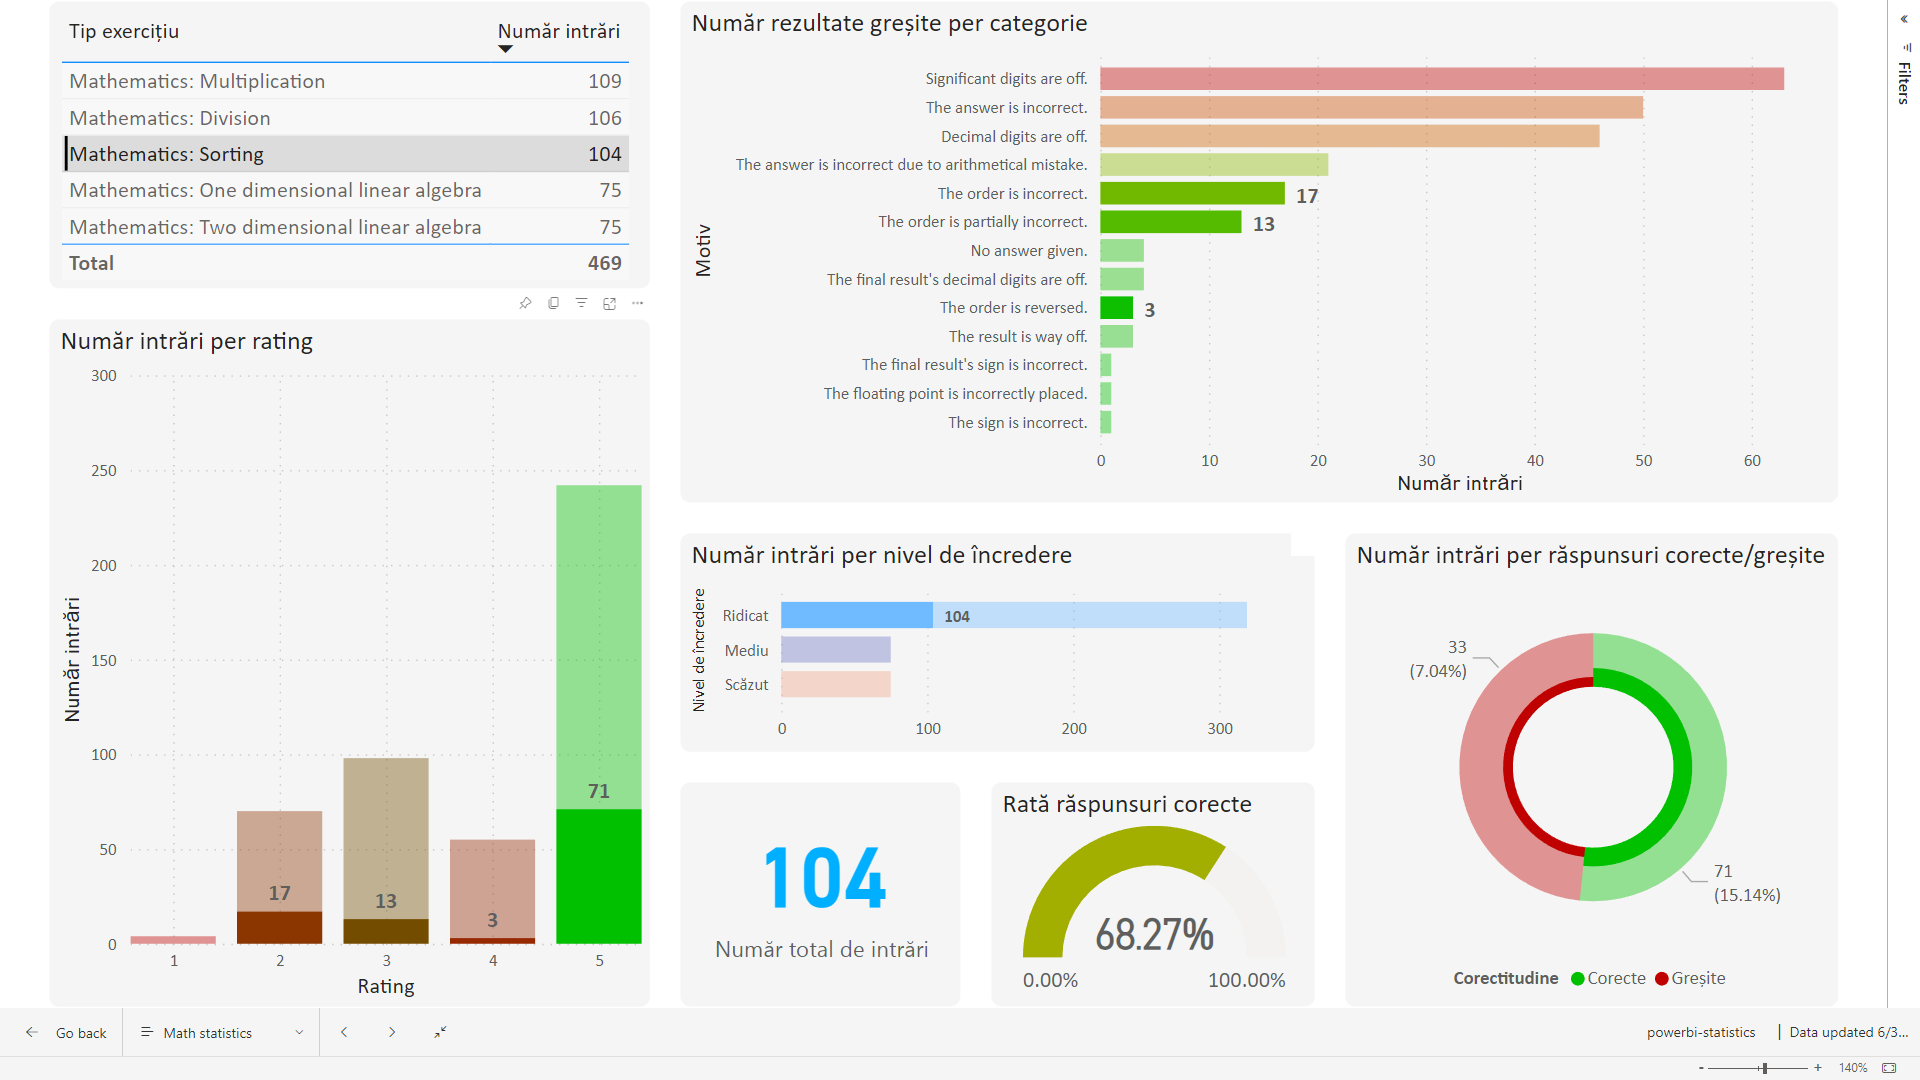 Tip exercițiu Număr intrări
Mathematics: Multiplication 109
Mathematics: Division 106
Mathematics: Sorting 104
Mathematics: One dimensional linear algebra 75
Mathematics: Two dimensional linear algebra 75
Total 469
Număr intrări per rating
300
250
200
150
100
50
0
Număr intrări
17
13
3
71
1 2 3 4 5
Rating
Număr rezultate greșite per categorie
Motiv
Significant digits are off.
The answer is incorrect.
Decimal digits are off.
The answer is incorrect due to arithmetical mistake.
The order is incorrect. 17
The order is partially incorrect. 13
No answer given.
The final result's decimal digits are off.
The order is reversed. 3
The result is way off.
The final result's sign is incorrect.
The floating point is incorrectly placed.
The sign is incorrect.
0 10 20 30 40 50 60
Număr intrări
Număr intrări per nivel de încredere
Nivel de încredere
Ridicat 104
Mediu
Scăzut
0 100 200 300
104
Număr total de intrări
Rată răspunsuri corecte
68.27%
0.00% 100.00%
Număr intrări per răspunsuri corecte/greșite
33
(7.04%)
71
(15.14%)
Corectitudine Corecte Greșite
Filters
Go back Math statistics powerbi-statistics | Data updated 6/3...
- + 140%